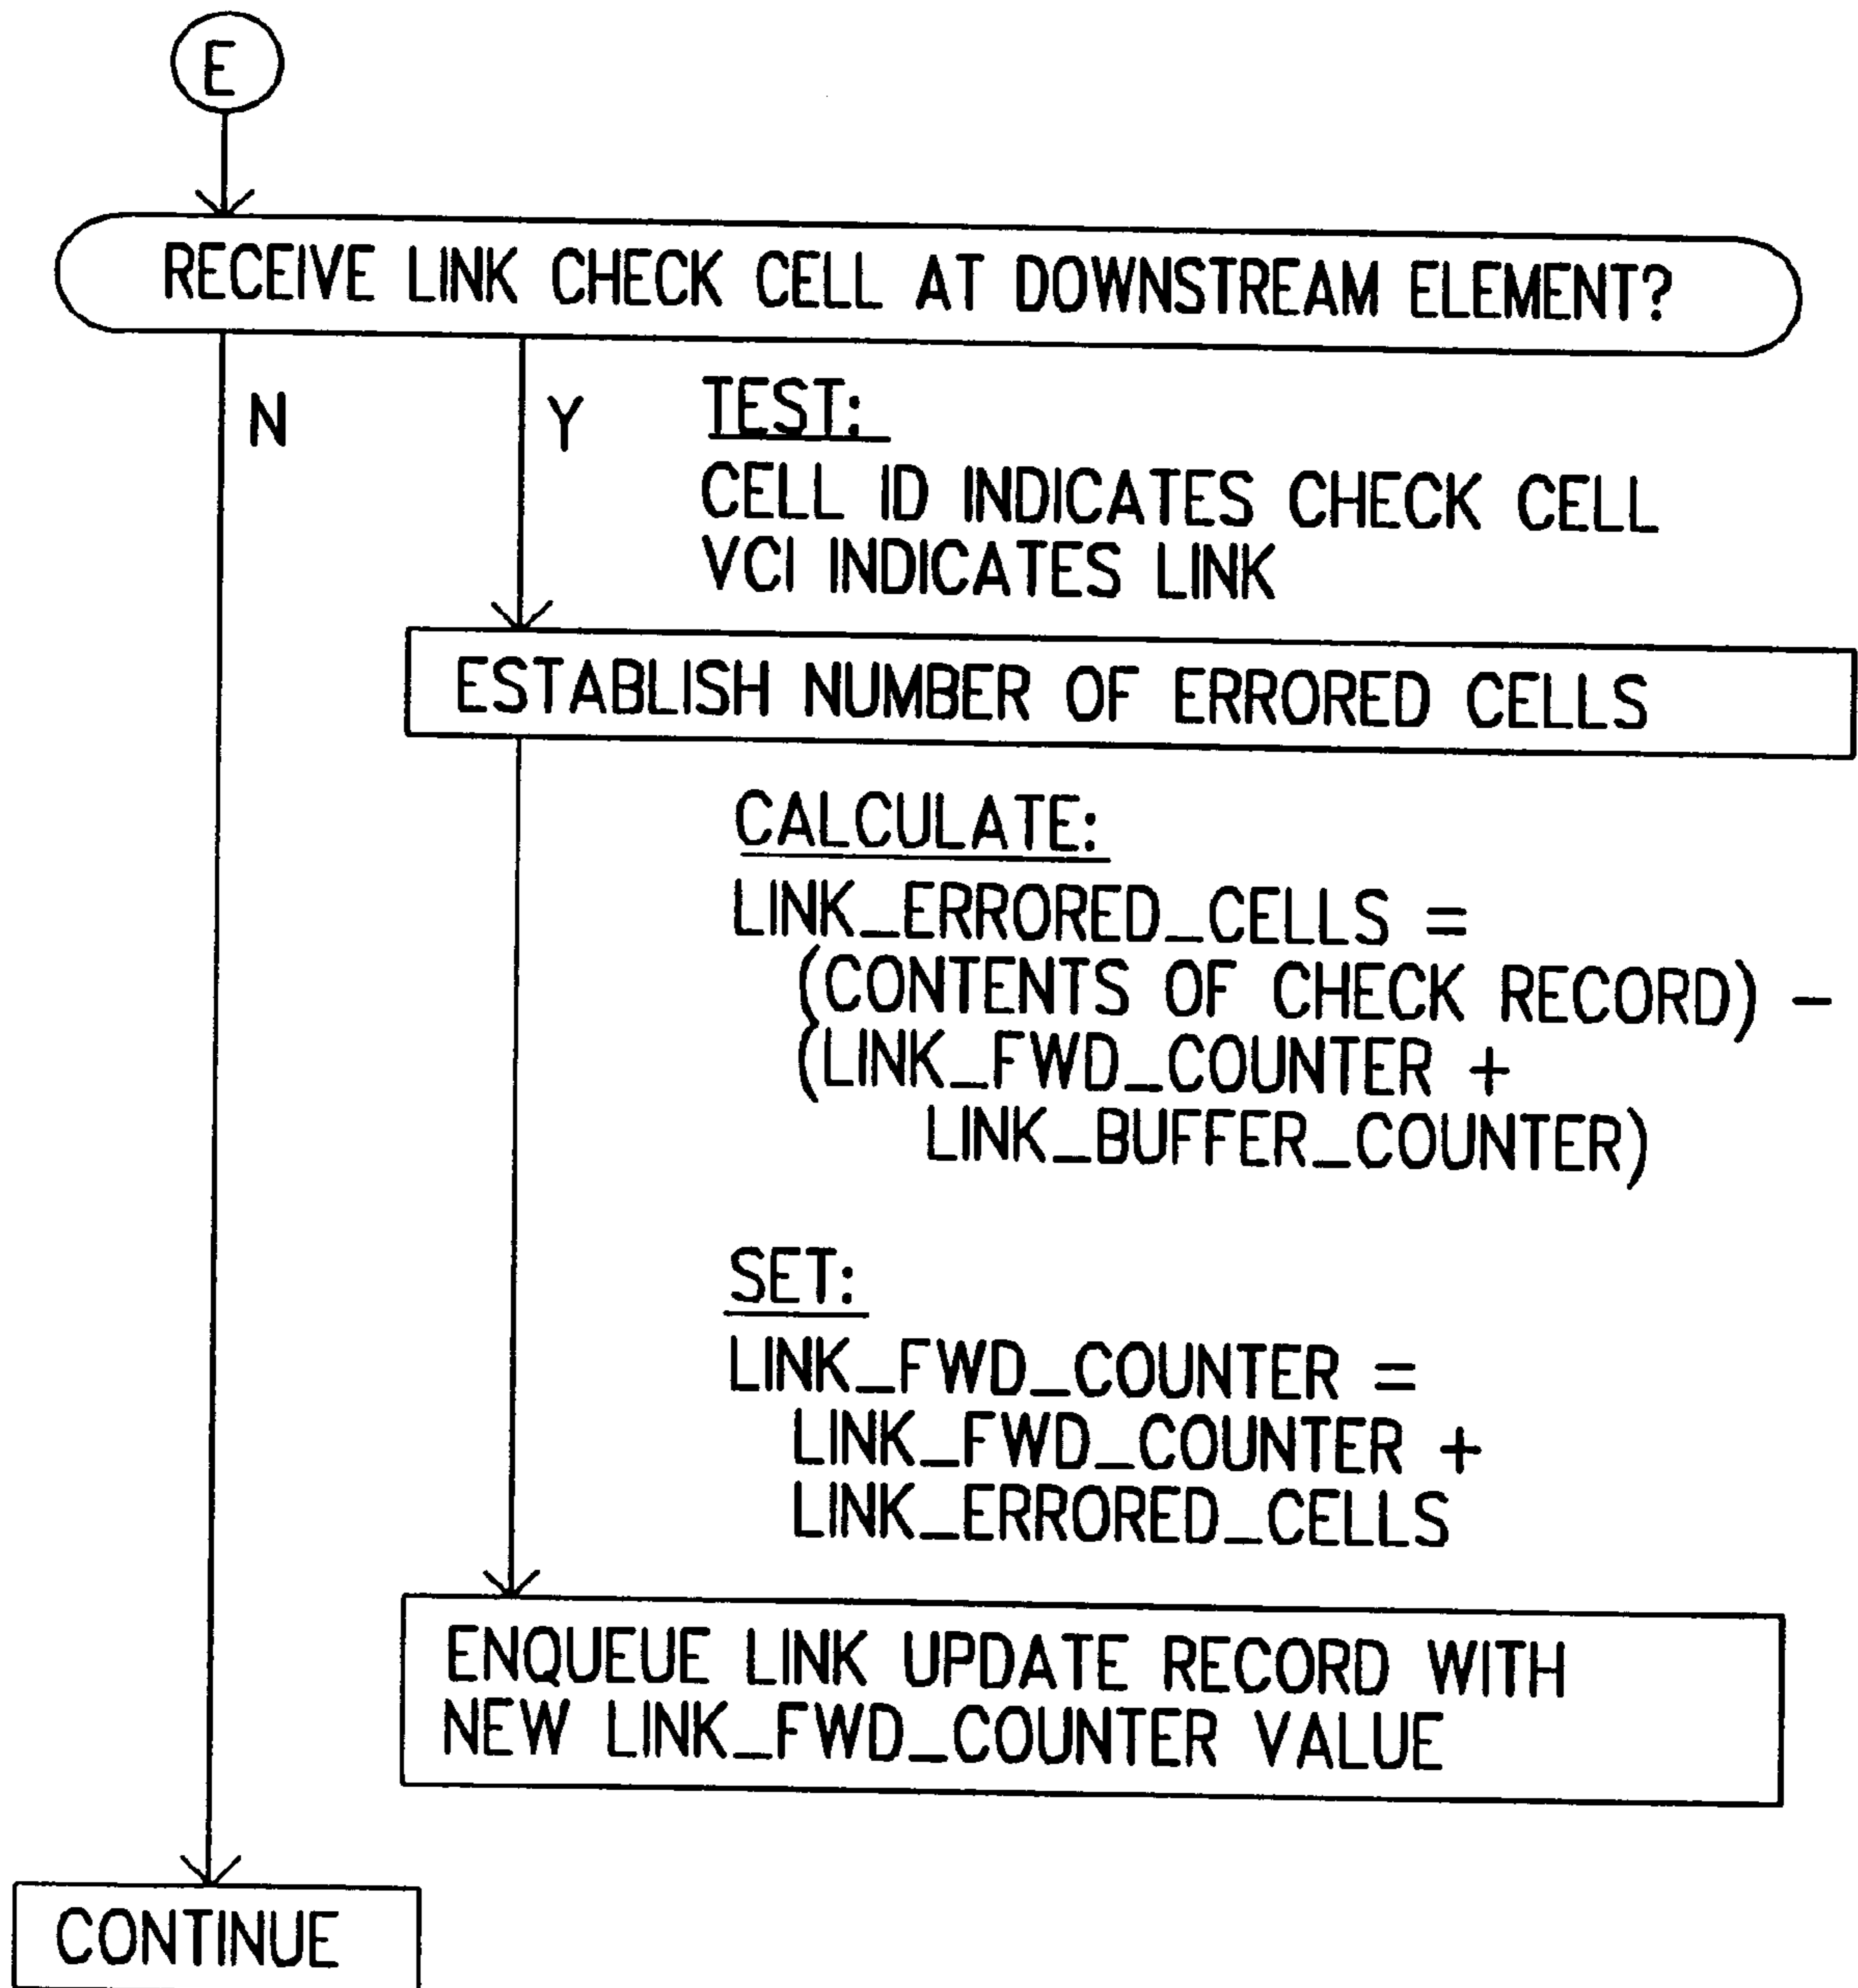 E
RECEIVE LINK CHECK CELL AT DOWNSTREAM ELEMENT?
N
Y
TEST:
CELL ID INDICATES CHECK CELL
VCI INDICATES LINK
ESTABLISH NUMBER OF ERRORED CELLS
CALCULATE:
LINK_ERRORED_CELLS =
(CONTENTS OF CHECK RECORD) -
(LINK_FWD_COUNTER +
LINK_BUFFER_COUNTER)
SET:
LINK_FWD_COUNTER =
LINK_FWD_COUNTER +
LINK_ERRORED_CELLS
ENQUEUE LINK UPDATE RECORD WITH
NEW LINK_FWD_COUNTER VALUE
CONTINUE